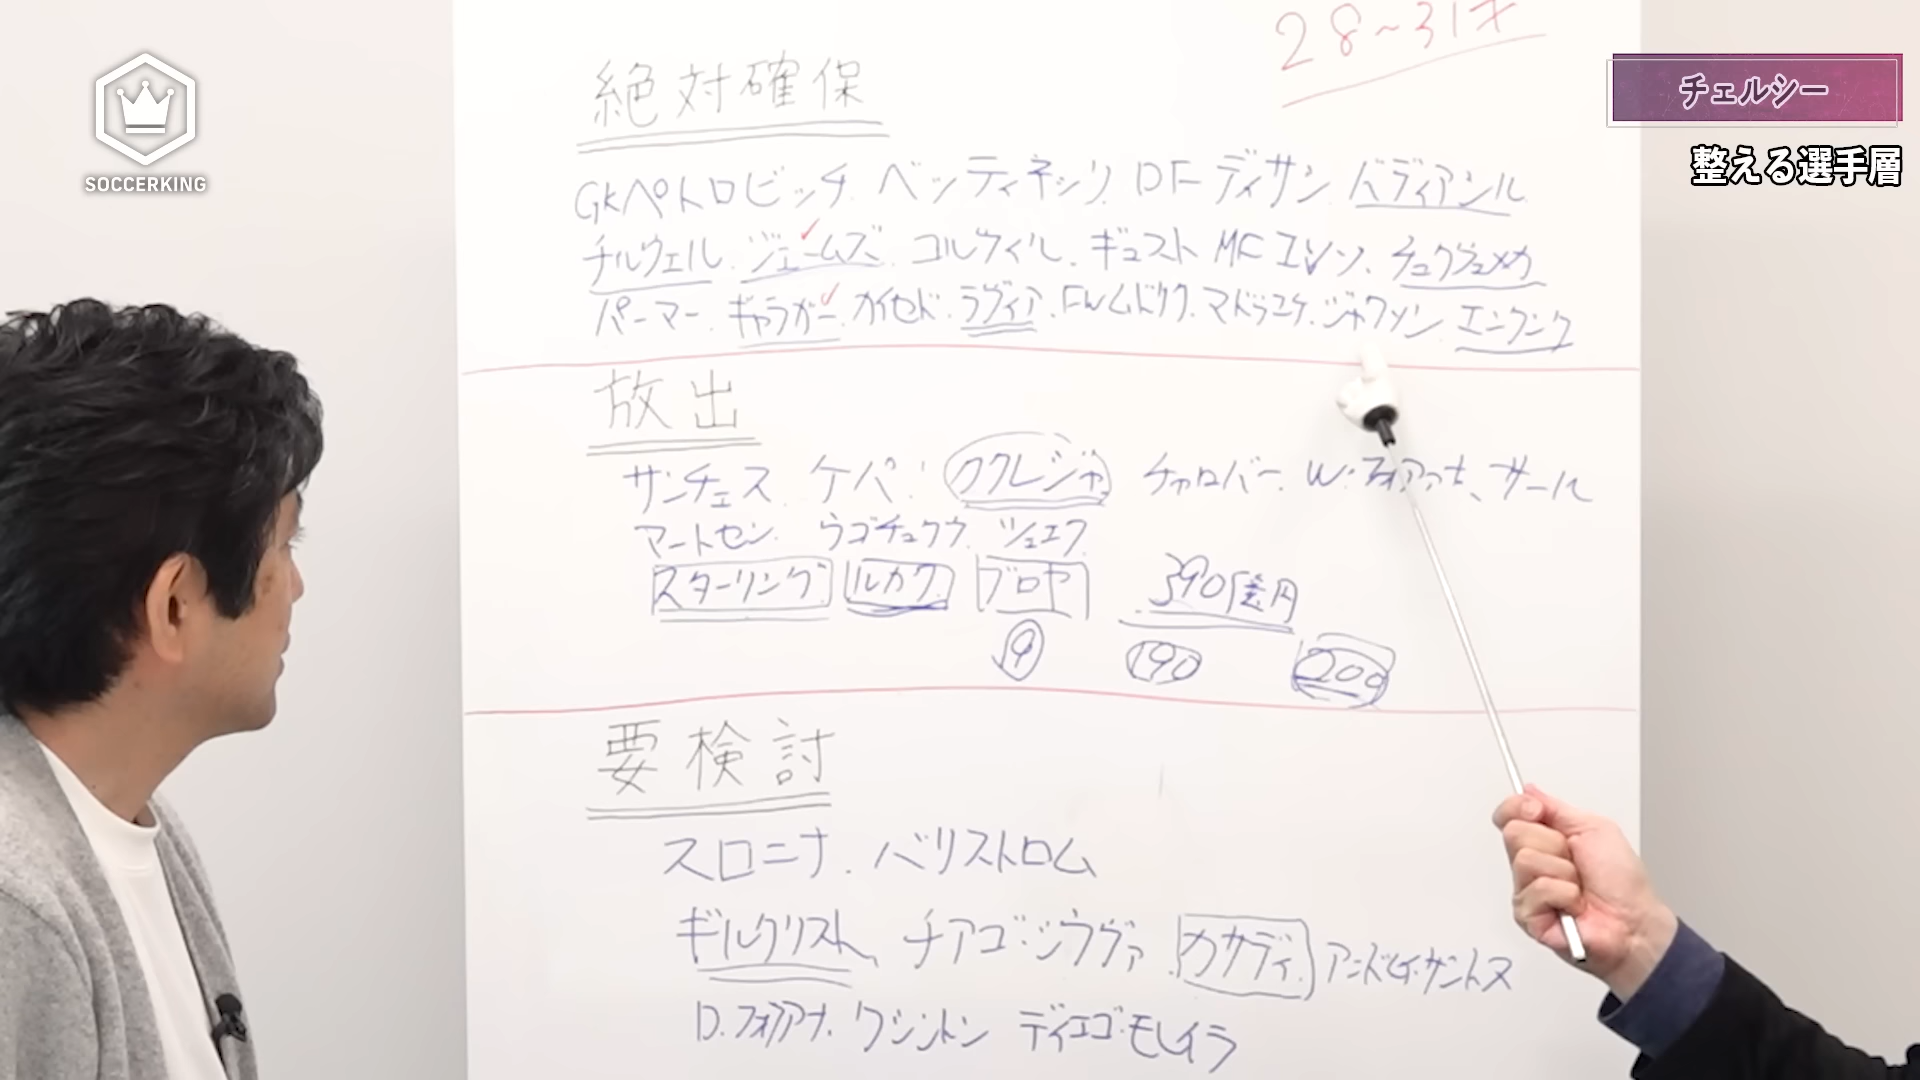 28~31才
チェルシー
整える選手層
SOCCERKING
絶対確保
GKペトロビッチ ベッティネッリ DFディサシ バディアシル
チルウェル. ジェームズ. コルウィル. ギュスト MFエンソ、チュクウェメカ
パーマー. ギャラガー. カイセド. ラヴィア. FWムドリク. マドゥエケ. ジャクソン エンクンク
放出
サンチェス ケパ! ククレジャ チャロバー. W・フォファナ、サール
マートセン. ウゴチュクウ. ツィエク
スターリング ルカク ブロヤ 390億円
9 190 200
要検討
スロニナ. ベリストロム
ギルクリスト、チアゴ・シウヴァ カサディ アンドレイ・サントス
D.フォファナ. ワシントン ディエゴ・モレイラ